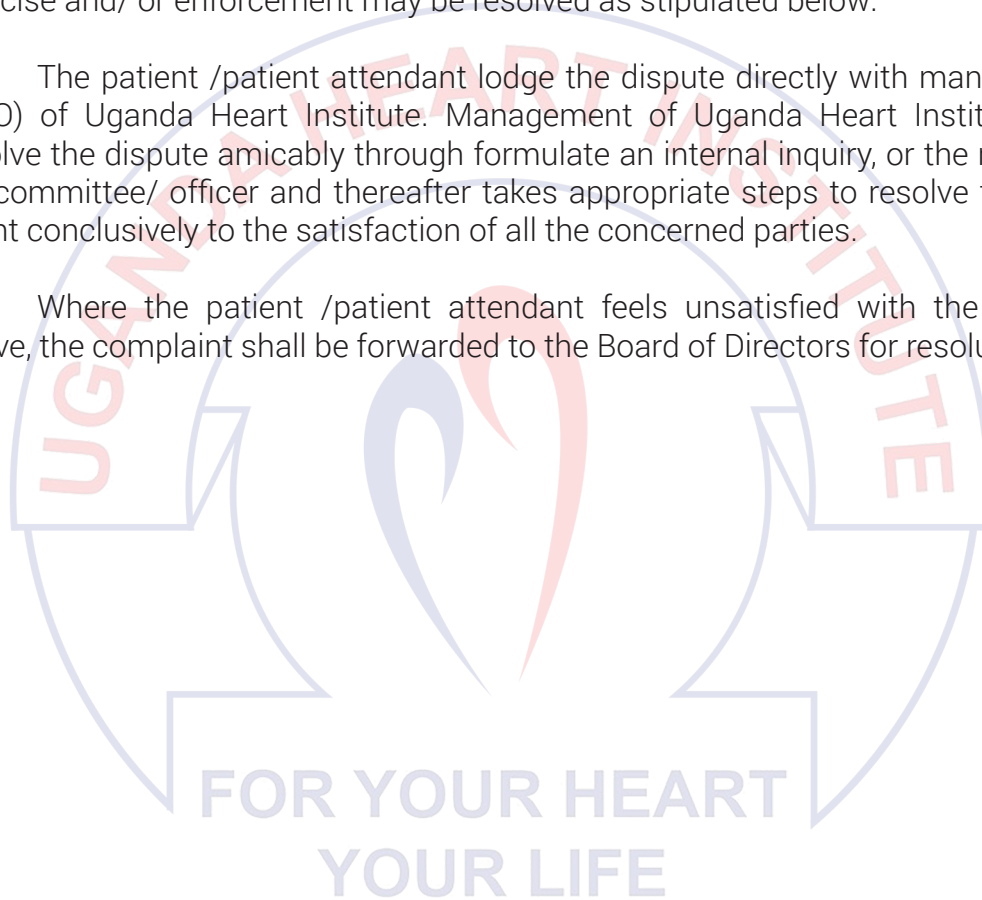 cise and/ or enforcement may be resolved as stipulated below:
The patient /patient attendant lodge the dispute directly with man
O) of Uganda Heart Institute. Management of Uganda Heart Instit
lve the dispute amicably through formulate an internal inquiry, or the
committee/ officer and thereafter takes appropriate steps to resolve
nt conclusively to the satisfaction of all the concerned parties.
Where the patient /patient attendant feels unsatisfied with the
ve, the complaint shall be forwarded to the Board of Directors for resolu
UGANDA HEART INSTITUTE
FOR YOUR HEART
YOUR LIFE